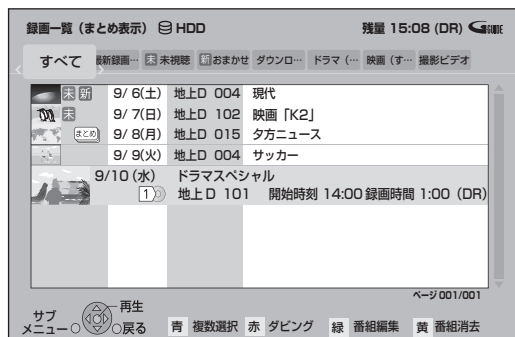 録画一覧（まとめ表示） HDD 残量 15:08 (DR) GGUIDE
すべて 最新録画… 未 未視聴 新 おまかせ ダウンロ… ドラマ（… 映画（す… 撮影ビデオ
未 新 9/ 6(土) 地上D 004 現代
未 9/ 7(日) 地上D 102 映画「K2」
まとめ 9/ 8(月) 地上D 015 夕方ニュース
9/ 9(火) 地上D 004 サッカー
9/10 (水) ドラマスペシャル
1 地上D 101 開始時刻 14:00 録画時間 1:00 (DR)
ページ 001/001
サブメニュー 再生 戻る 青 複数選択 赤 ダビング 緑 番組編集 黄 番組消去